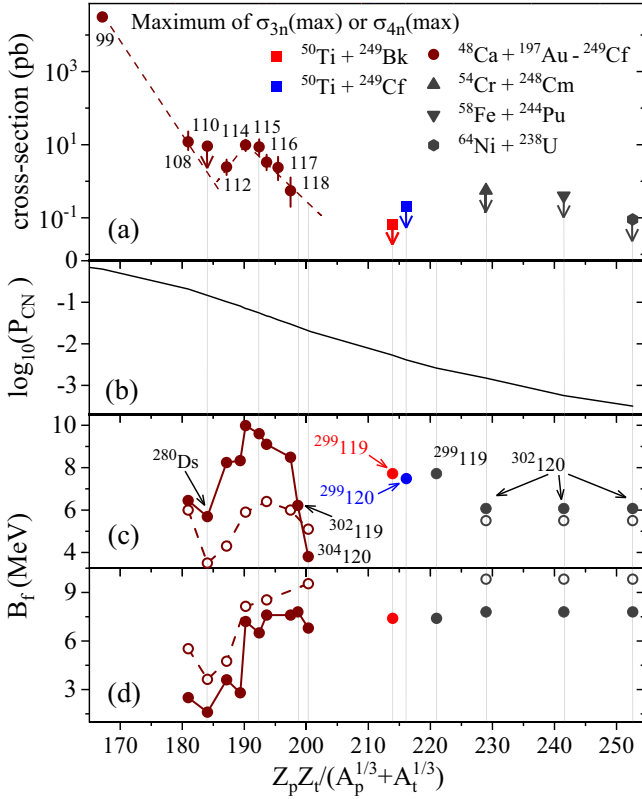 Maximum of σ3n(max) or σ4n(max)
50Ti + 249Bk
50Ti + 249Cf
48Ca + 197Au - 249Cf
54Cr + 248Cm
58Fe + 244Pu
64Ni + 238U
cross-section (pb)
10^3
10^1
10^-1
99
108
110
112
114
115
116
117
118
(a)
log10(PCN)
0
-1
-2
-3
(b)
Bf (MeV)
10
8
6
4
280Ds
299119
299120
299119
302120
302119
304120
(c)
9
6
3
(d)
170 180 190 200 210 220 230 240 250
ZpZt/(Ap^1/3+At^1/3)